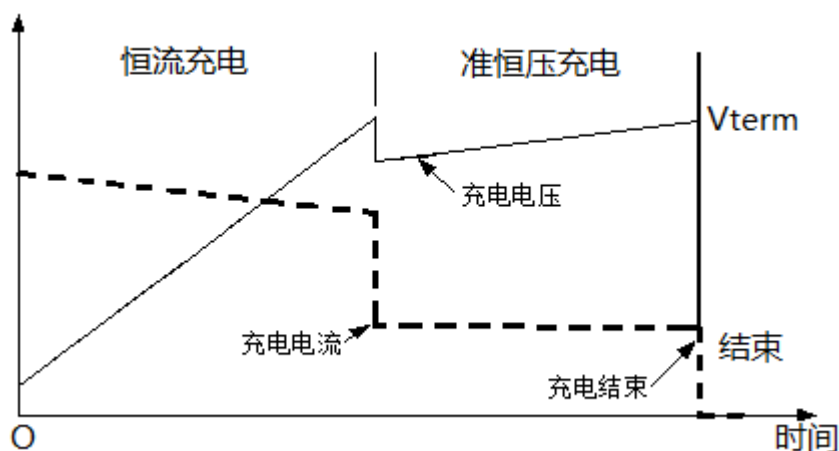 恒流充电
准恒压充电
Vterm
充电电压
充电电流
结束
充电结束
O
时间